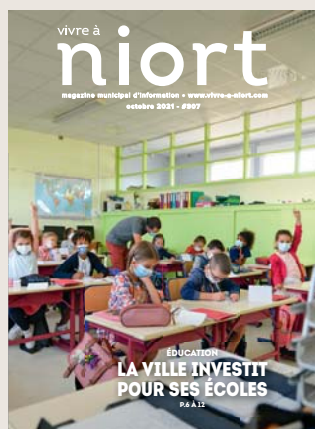 vivre à
niort
magazine municipal d'information • www.vivre-a-niort.com
octobre 2021 - #307
ÉDUCATION
LA VILLE INVESTIT
POUR SES ÉCOLES
P.6 À 12